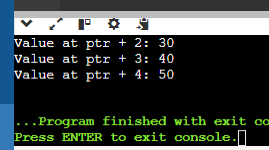 Value at ptr + 2: 30
Value at ptr + 3: 40
Value at ptr + 4: 50
...Program finished with exit
Press ENTER to exit console.